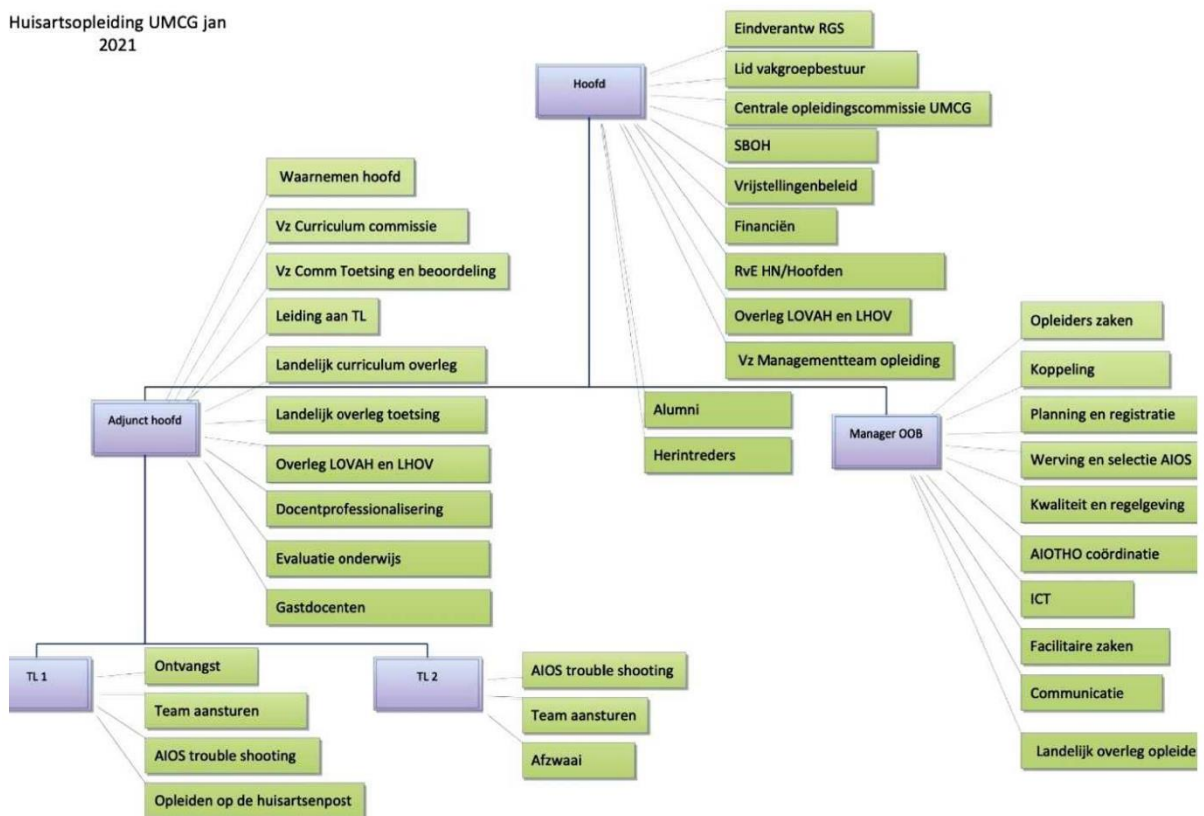 Huisartsopleiding UMCG jan
2021
Hoofd
Eindverantw RGS
Lid vakgroepbestuur
Centrale opleidingscommissie UMCG
SBOH
Vrijstellingenbeleid
Financiën
RvE HN/Hoofden
Overleg LOVAH en LHOV
Vz Managementteam opleiding
Alumni
Herintreders
Adjunct hoofd
Waarnemen hoofd
Vz Curriculum commissie
Vz Comm Toetsing en beoordeling
Leiding aan TL
Landelijk curriculum overleg
Landelijk overleg toetsing
Overleg LOVAH en LHOV
Docentprofessionalisering
Evaluatie onderwijs
Gastdocenten
Manager OOB
Opleiders zaken
Koppeling
Planning en registratie
Werving en selectie AIOS
Kwaliteit en regelgeving
AIOTHO coördinatie
ICT
Facilitaire zaken
Communicatie
Landelijk overleg opleide
TL 1
Ontvangst
Team aansturen
AIOS trouble shooting
Opleiden op de huisartsenpost
TL 2
AIOS trouble shooting
Team aansturen
Afzwaai